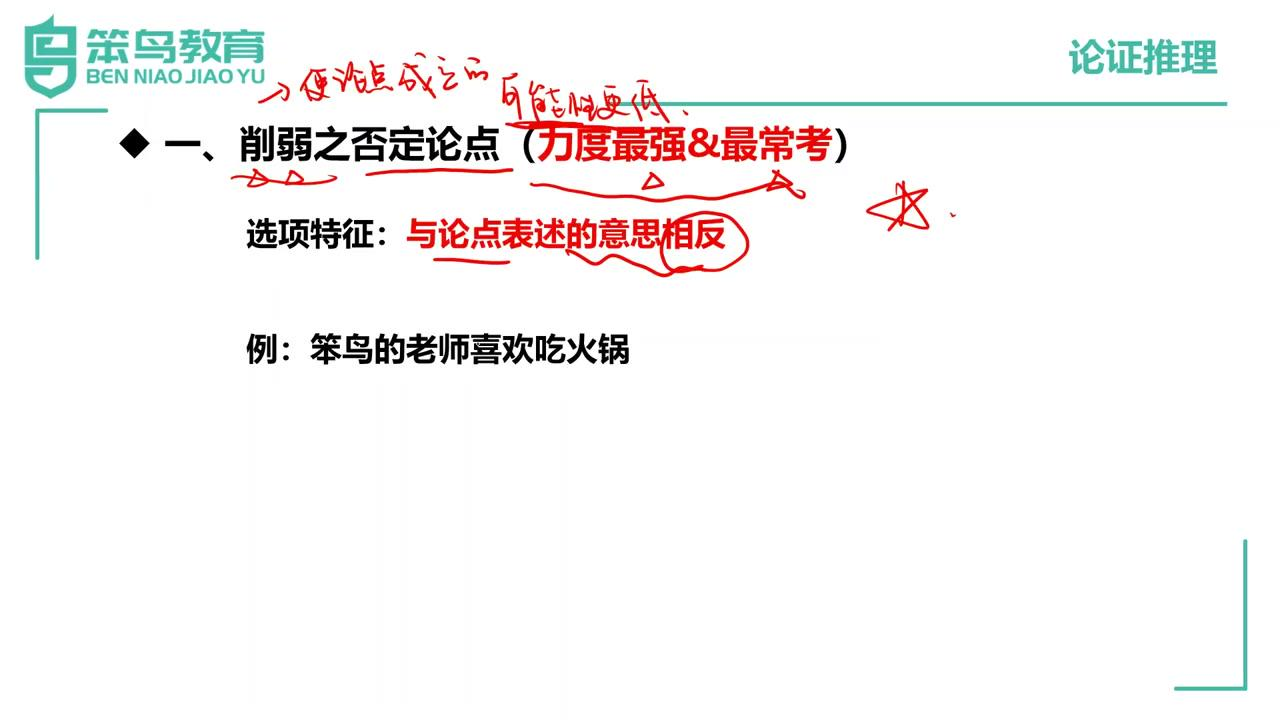 笨鸟教育
BEN NIAO JIAO YU
论证推理
→使论点成立的
可能性更低.
◆ 一、削弱之否定论点（力度最强&最常考）
选项特征：与论点表述的意思相反
例：笨鸟的老师喜欢吃火锅